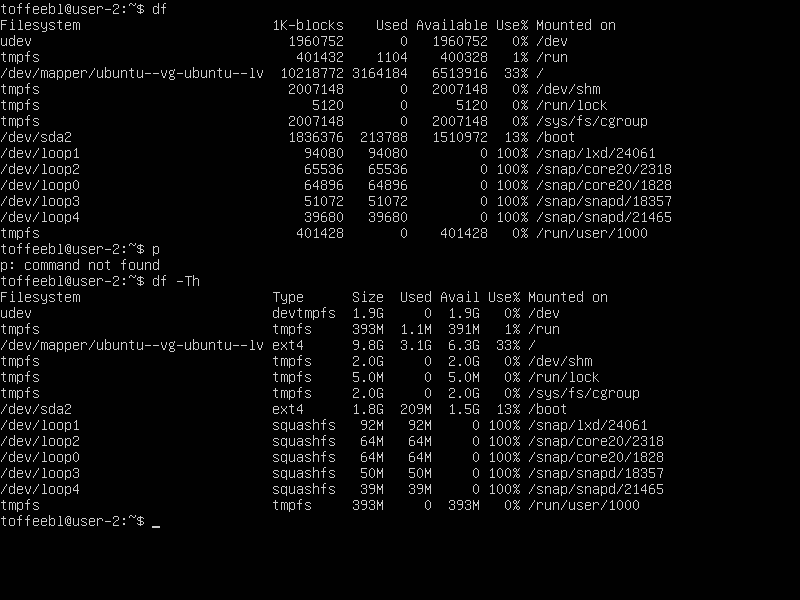 toffeebl@user-2:~$ df
Filesystem                        1K-blocks    Used Available Use% Mounted on
udev                                1960752       0   1960752   0% /dev
tmpfs                                401432    1104    400328   1% /run
/dev/mapper/ubuntu--vg-ubuntu--lv  10218772 3164184   6513916  33% /
tmpfs                               2007148       0   2007148   0% /dev/shm
tmpfs                                  5120       0      5120   0% /run/lock
tmpfs                               2007148       0   2007148   0% /sys/fs/cgroup
/dev/sda2                           1836376  213788   1510972  13% /boot
/dev/loop1                            94080   94080         0 100% /snap/lxd/24061
/dev/loop2                            65536   65536         0 100% /snap/core20/2318
/dev/loop0                            64896   64896         0 100% /snap/core20/1828
/dev/loop3                            51072   51072         0 100% /snap/snapd/18357
/dev/loop4                            39680   39680         0 100% /snap/snapd/21465
tmpfs                                401428       0    401428   0% /run/user/1000
toffeebl@user-2:~$ p
p: command not found
toffeebl@user-2:~$ df -Th
Filesystem                        Type      Size  Used Avail Use% Mounted on
udev                              devtmpfs  1.9G     0  1.9G   0% /dev
tmpfs                             tmpfs     393M  1.1M  391M   1% /run
/dev/mapper/ubuntu--vg-ubuntu--lv ext4      9.8G  3.1G  6.3G  33% /
tmpfs                             tmpfs     2.0G     0  2.0G   0% /dev/shm
tmpfs                             tmpfs     5.0M     0  5.0M   0% /run/lock
tmpfs                             tmpfs     2.0G     0  2.0G   0% /sys/fs/cgroup
/dev/sda2                         ext4      1.8G  209M  1.5G  13% /boot
/dev/loop1                        squashfs   92M   92M     0 100% /snap/lxd/24061
/dev/loop2                        squashfs   64M   64M     0 100% /snap/core20/2318
/dev/loop0                        squashfs   64M   64M     0 100% /snap/core20/1828
/dev/loop3                        squashfs   50M   50M     0 100% /snap/snapd/18357
/dev/loop4                        squashfs   39M   39M     0 100% /snap/snapd/21465
tmpfs                             tmpfs     393M     0  393M   0% /run/user/1000
toffeebl@user-2:~$ _